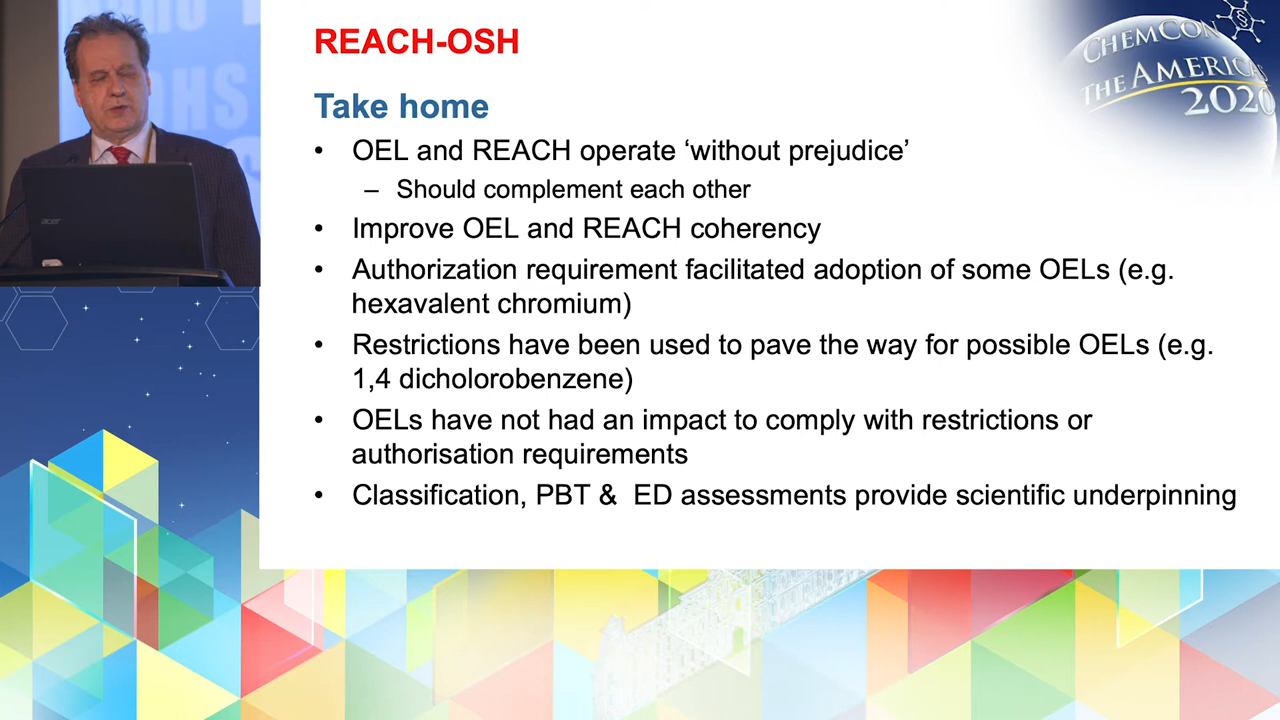 REACH-OSH
Take home
• OEL and REACH operate ‘without prejudice’
– Should complement each other
• Improve OEL and REACH coherency
• Authorization requirement facilitated adoption of some OELs (e.g.
hexavalent chromium)
• Restrictions have been used to pave the way for possible OELs (e.g.
1,4 dicholorobenzene)
• OELs have not had an impact to comply with restrictions or
authorisation requirements
• Classification, PBT & ED assessments provide scientific underpinning
CHEMCON
THE AMERICAS
2020
acer